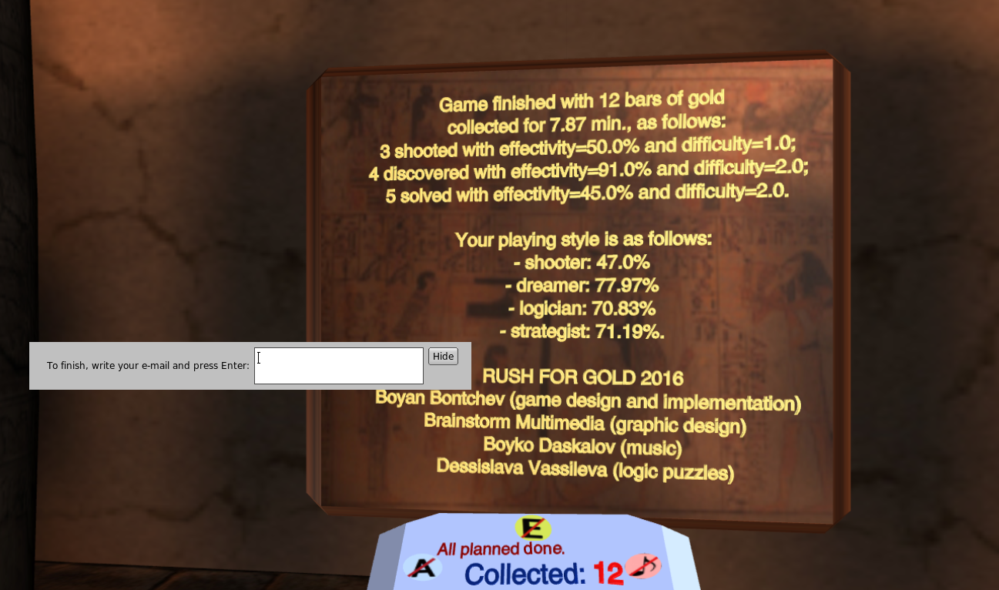 Game finished with 12 bars of gold
collected for 7.87 min., as follows:
3 shooted with effectivity=50.0% and difficulty=1.0;
4 discovered with effectivity=91.0% and difficulty=2.0;
5 solved with effectivity=45.0% and difficulty=2.0.
Your playing style is as follows:
- shooter: 47.0%
- dreamer: 77.97%
- logician: 70.83%
- strategist: 71.19%.
To finish, write your e-mail and press Enter:
Hide
RUSH FOR GOLD 2016
Boyan Bontchev (game design and implementation)
Brainstorm Multimedia (graphic design)
Boyko Daskalov (music)
Dessislava Vassileva (logic puzzles)
E
All planned done.
A
Collected: 12